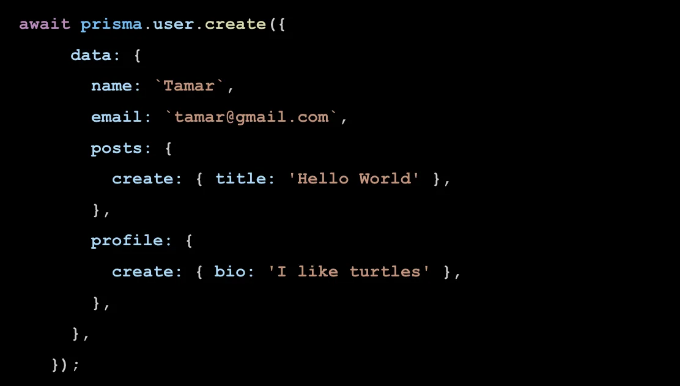 await prisma.user.create({
data: {
name: `Tamar`,
email: `tamar@gmail.com`,
posts: {
create: { title: 'Hello World' },
},
profile: {
create: { bio: 'I like turtles' },
},
},
});